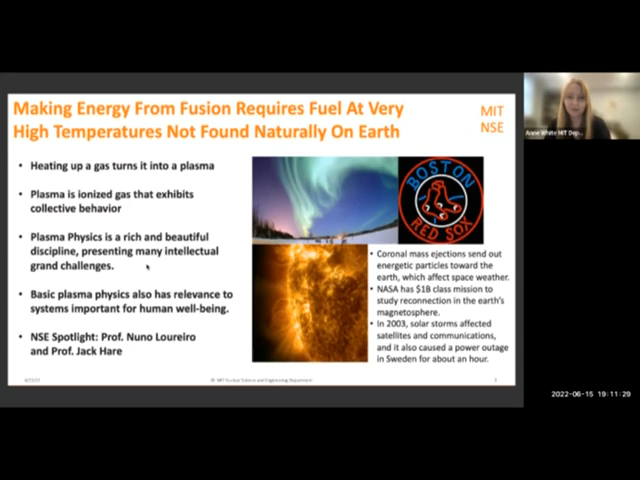 Making Energy From Fusion Requires Fuel At Very
High Temperatures Not Found Naturally On Earth
MIT
NSE
• Heating up a gas turns it into a plasma
• Plasma is ionized gas that exhibits
collective behavior
• Plasma Physics is a rich and beautiful
discipline, presenting many intellectual
grand challenges.
• Basic plasma physics also has relevance to
systems important for human well-being.
• NSE Spotlight: Prof. Nuno Loureiro
and Prof. Jack Hare
BOSTON
RED SOX
• Coronal mass ejections send out
energetic particles toward the
earth, which affect space weather.
• NASA has $1B class mission to
study reconnection in the earth's
magnetosphere.
• In 2003, solar storms affected
satellites and communications,
and it also caused a power outage
in Sweden for about an hour.
MIT Nuclear Science and Engineering Department
Anne White MIT Dep...
2022-06-15 19:11:29